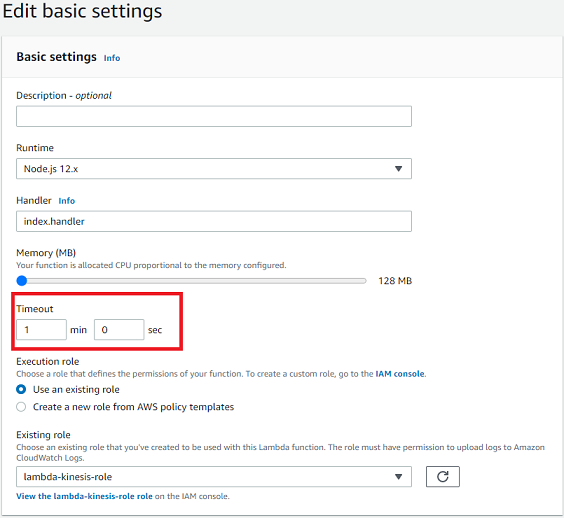 Edit basic settings
Basic settings Info
Description - optional
Runtime
Node.js 12.x
Handler Info
index.handler
Memory (MB)
Your function is allocated CPU proportional to the memory configured.
128 MB
Timeout
1 min 0 sec
Execution role
Choose a role that defines the permissions of your function. To create a custom role, go to the IAM console.
Use an existing role
Create a new role from AWS policy templates
Existing role
Choose an existing role that you've created to be used with this Lambda function. The role must have permission to upload logs to Amazon
CloudWatch Logs.
lambda-kinesis-role
View the lambda-kinesis-role role on the IAM console.